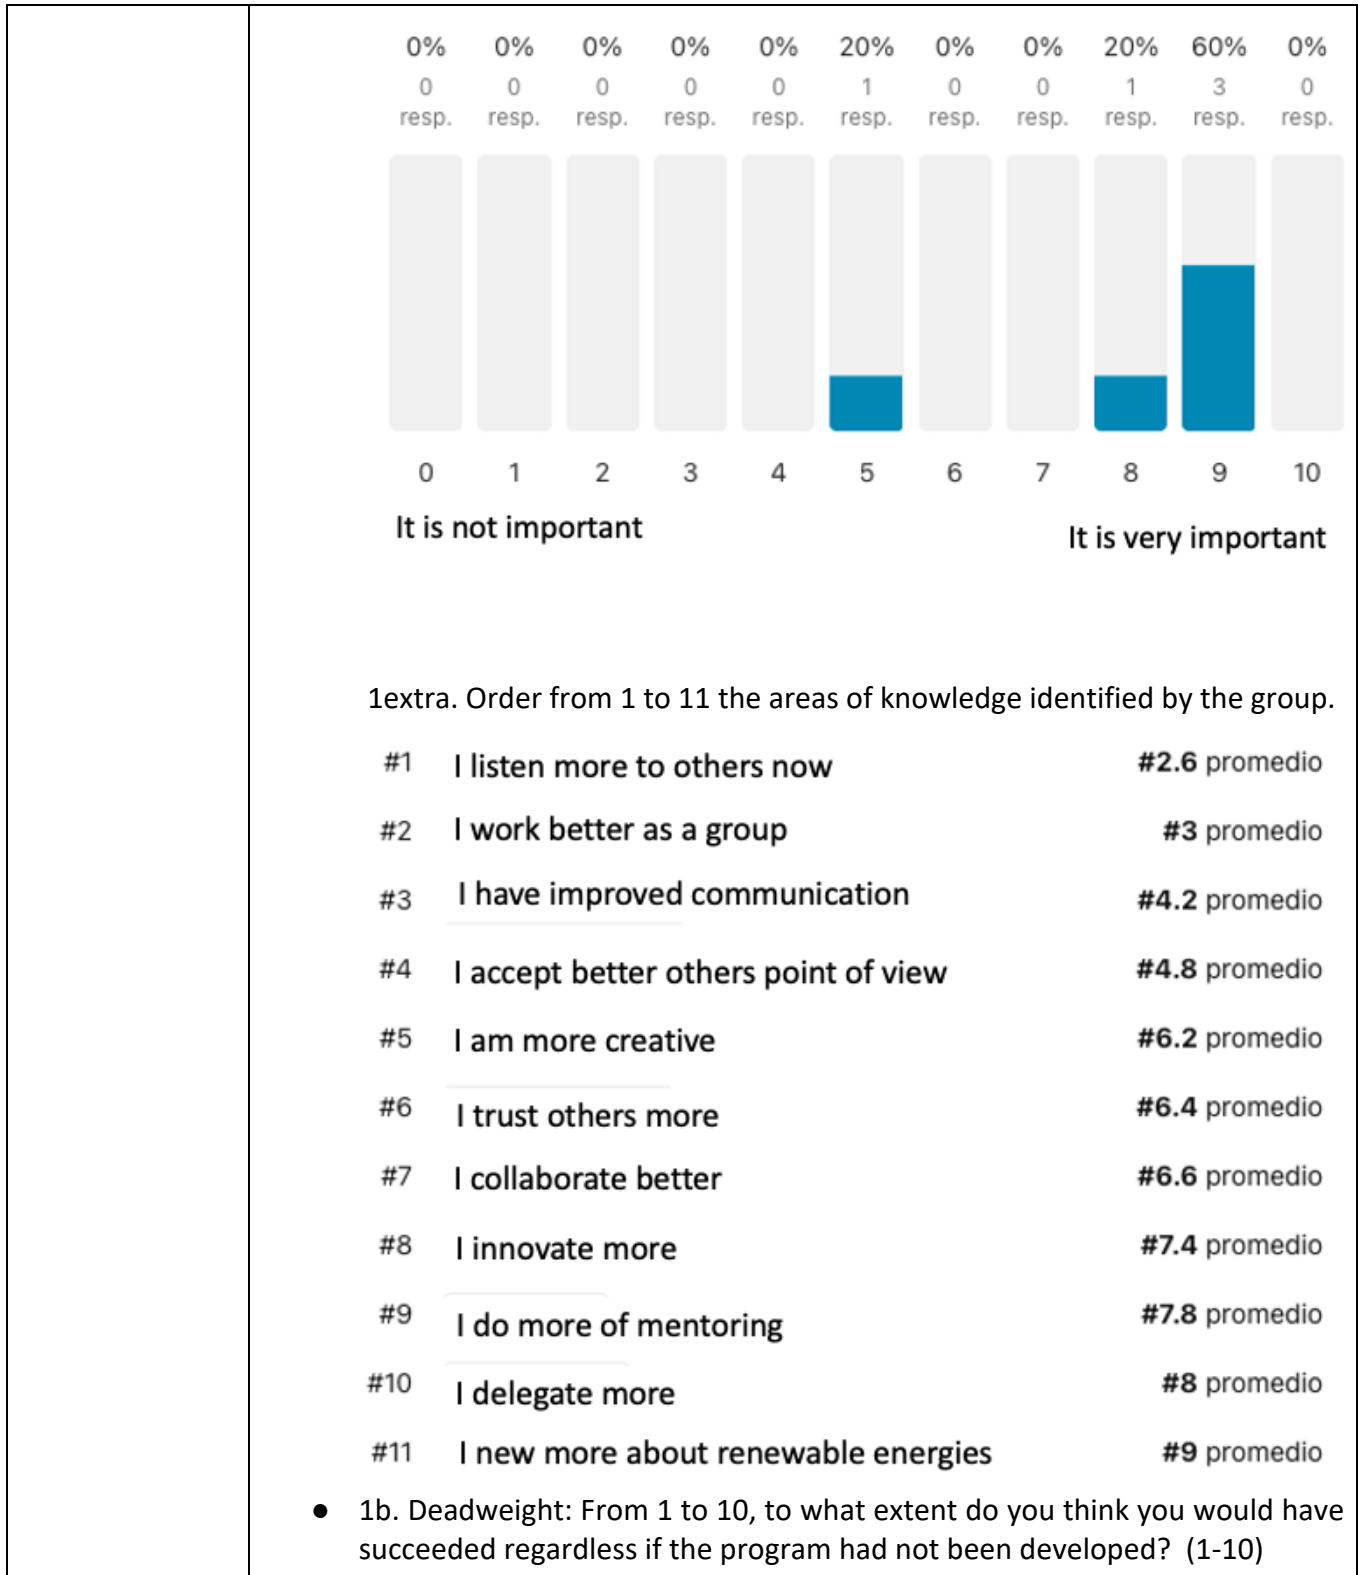 0% 0% 0% 0% 0% 20% 0% 0% 20% 60% 0%
0 0 0 0 0 1 0 0 1 3 0
resp. resp. resp. resp. resp. resp. resp. resp. resp. resp. resp.
0 1 2 3 4 5 6 7 8 9 10
It is not important It is very important
1extra. Order from 1 to 11 the areas of knowledge identified by the group.
#1 I listen more to others now #2.6 promedio
#2 I work better as a group #3 promedio
#3 I have improved communication #4.2 promedio
#4 I accept better others point of view #4.8 promedio
#5 I am more creative #6.2 promedio
#6 I trust others more #6.4 promedio
#7 I collaborate better #6.6 promedio
#8 I innovate more #7.4 promedio
#9 I do more of mentoring #7.8 promedio
#10 I delegate more #8 promedio
#11 I new more about renewable energies #9 promedio
● 1b. Deadweight: From 1 to 10, to what extent do you think you would have
succeeded regardless if the program had not been developed? (1-10)